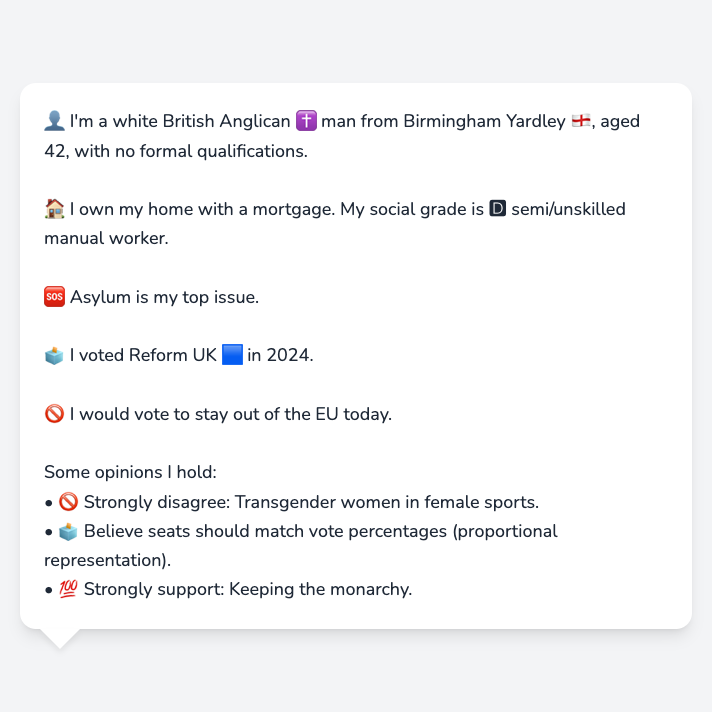 👤 I'm a white British Anglican ✝️ man from Birmingham Yardley 🏴󠁧󠁢󠁥󠁮󠁧󠁿, aged
42, with no formal qualifications.
🏠 I own my home with a mortgage. My social grade is 🅳 semi/unskilled
manual worker.
🆘 Asylum is my top issue.
🗳️ I voted Reform UK 🟦 in 2024.
🚫 I would vote to stay out of the EU today.
Some opinions I hold:
• 🚫 Strongly disagree: Transgender women in female sports.
• 🗳️ Believe seats should match vote percentages (proportional
representation).
• 💯 Strongly support: Keeping the monarchy.